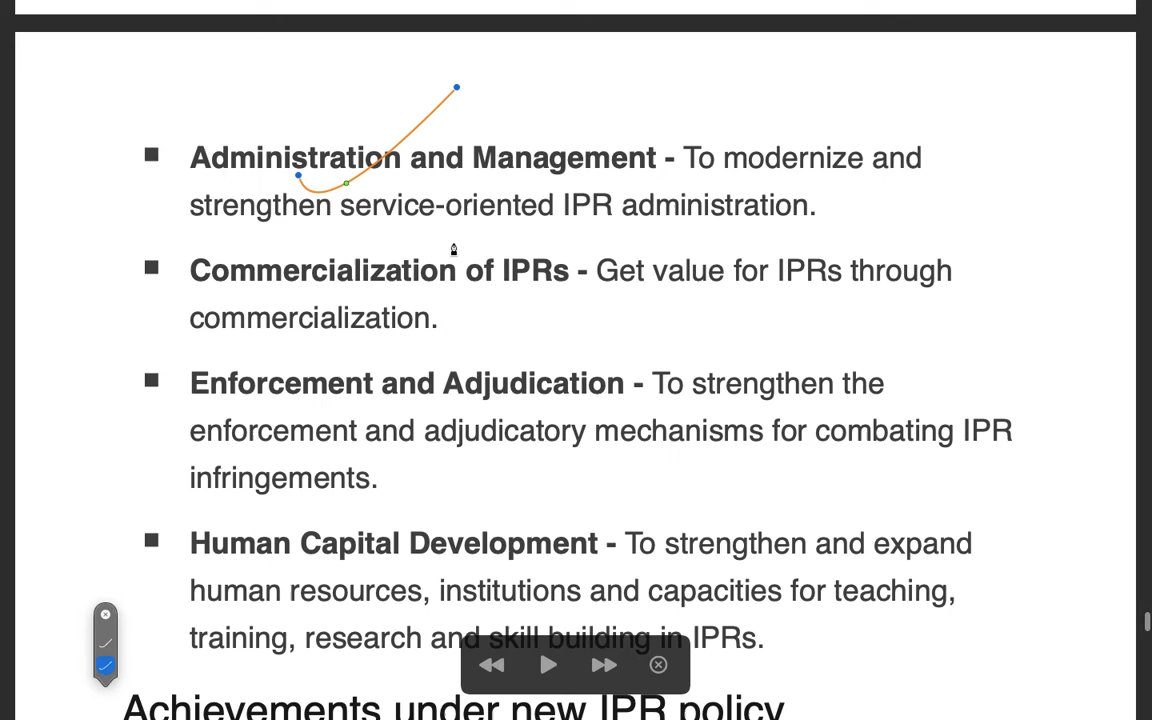 ■ Administration and Management - To modernize and
strengthen service-oriented IPR administration.
■ Commercialization of IPRs - Get value for IPRs through
commercialization.
■ Enforcement and Adjudication - To strengthen the
enforcement and adjudicatory mechanisms for combating IPR
infringements.
■ Human Capital Development - To strengthen and expand
human resources, institutions and capacities for teaching,
training, research and skill building in IPRs.
Achievements under new IPR policy